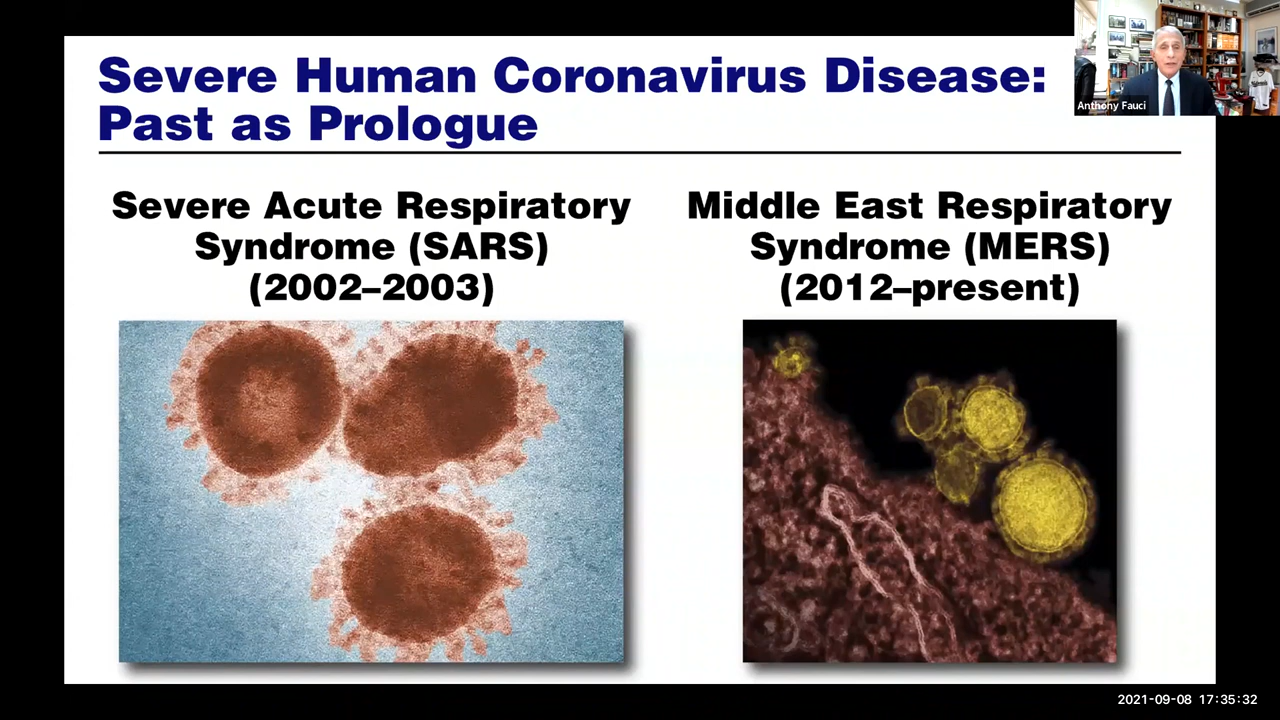 Severe Human Coronavirus Disease:
Past as Prologue
Anthony Fauci
Severe Acute Respiratory
Syndrome (SARS)
(2002–2003)
Middle East Respiratory
Syndrome (MERS)
(2012–present)
2021-09-08 17:35:32